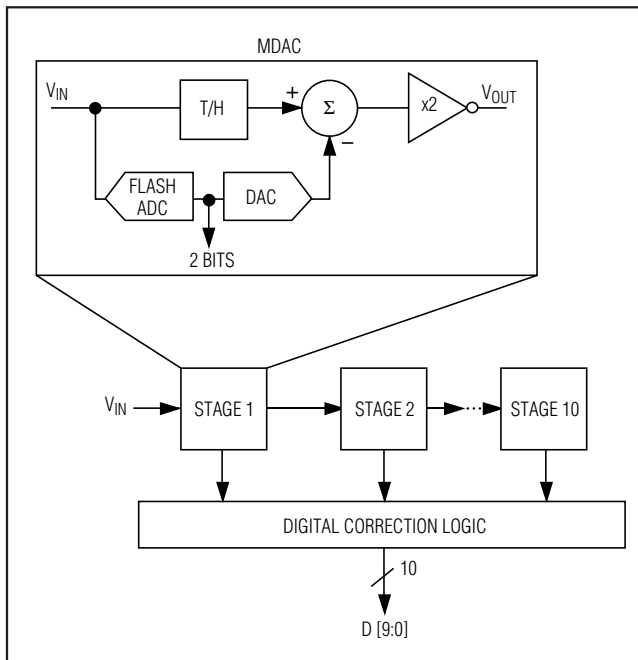 MDAC
VIN
T/H
+
Σ
−
x2
VOUT
FLASH
ADC
DAC
2 BITS
VIN
STAGE 1
STAGE 2
STAGE 10
DIGITAL CORRECTION LOGIC
10
D [9:0]